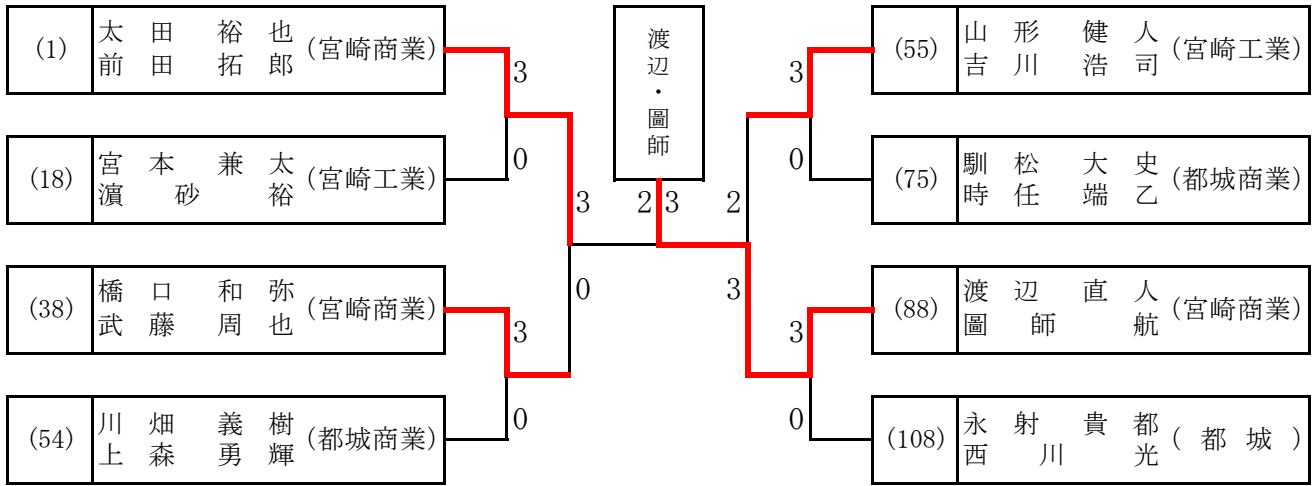 (1) 太田裕也 (宮崎商業)
前田拓郎
3
0
(18) 宮本兼太 (宮崎工業)
濵砂裕
3
0
(38) 橋口和弥 (宮崎商業)
武藤周也
3
0
(54) 川畑義樹 (都城商業)
上森勇輝
渡辺・圖師
2 3
(55) 山形健人 (宮崎工業)
吉川浩司
3
0
(75) 馴松大史 (都城商業)
時任端乙
2
3
(88) 渡辺直人 (宮崎商業)
圖師航
3
0
(108) 永射貴都 (都城)
西川光